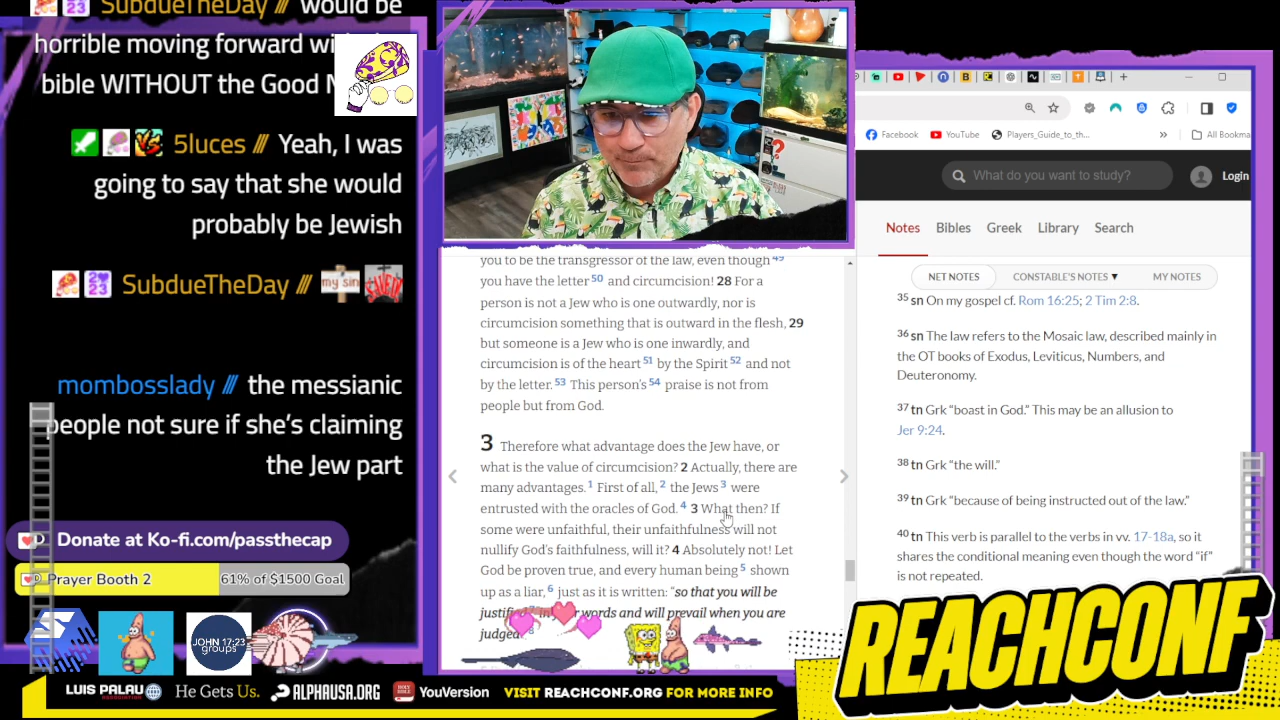 SubdueTheDay /// would be
horrible moving forward
bible WITHOUT the Good
5luces /// Yeah, I was
going to say that she would
probably be Jewish
SubdueTheDay ///
my sin
mombosslady /// the messianic
people not sure if she's claiming
the Jew part
Donate at Ko-fi.com/passthecap
Prayer Booth 2 61% of $1500 Goal
JOHN 17:23
groups
you to be the transgressor of the law, even though 49
you have the letter 50 and circumcision! 28 For a
person is not a Jew who is one outwardly, nor is
circumcision something that is outward in the flesh, 29
but someone is a Jew who is one inwardly, and
circumcision is of the heart 51 by the Spirit 52 and not
by the letter. 53 This person's 54 praise is not from
people but from God.
3 Therefore what advantage does the Jew have, or
what is the value of circumcision? 2 Actually, there are
many advantages. 1 First of all, 2 the Jews 3 were
entrusted with the oracles of God. 4 3 What then? If
some were unfaithful, their unfaithfulness will not
nullify God's faithfulness, will it? 4 Absolutely not! Let
God be proven true, and every human being 5 shown
up as a liar, 6 just as it is written: "so that you will be
justified words and will prevail when you are
judged
Facebook YouTube Players_Guide_to_th... » All Bookma
What do you want to study? Login
Notes Bibles Greek Library Search
NET NOTES CONSTABLE'S NOTES ▼ MY NOTES
35 sn On my gospel cf. Rom 16:25; 2 Tim 2:8.
36 sn The law refers to the Mosaic law, described mainly in
the OT books of Exodus, Leviticus, Numbers, and
Deuteronomy.
37 tn Grk "boast in God." This may be an allusion to
Jer 9:24.
38 tn Grk "the will."
39 tn Grk "because of being instructed out of the law."
40 tn This verb is parallel to the verbs in vv. 17-18a, so it
shares the conditional meaning even though the word "if"
is not repeated.
REACHCONF
LUIS PALAU He Gets Us. ALPHAUSA.ORG YouVersion VISIT REACHCONF.ORG FOR MORE INFO